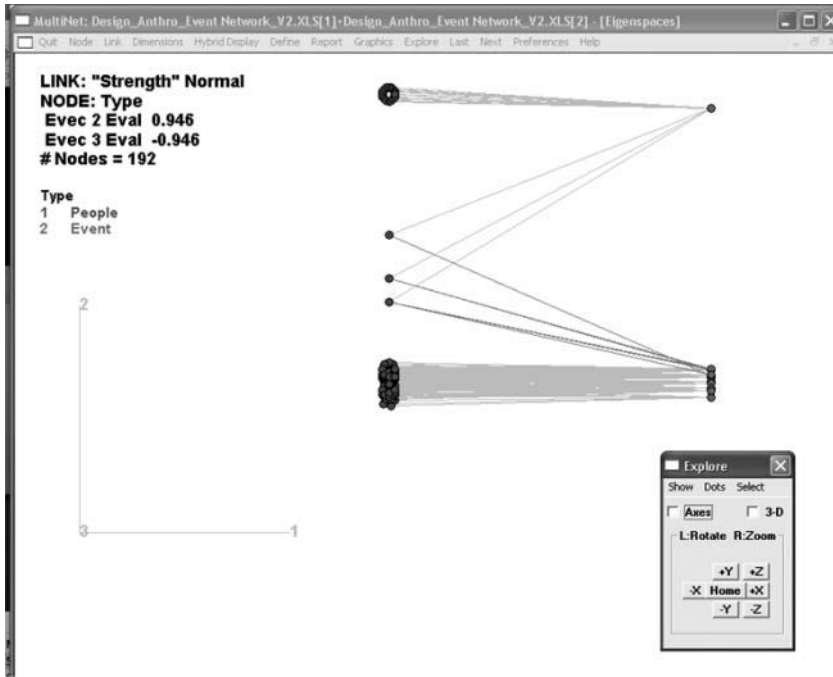 MultiNet: Design_Anthro_Event Network_V2.XLS[1]+Design_Anthro_Event Network_V2.XLS[2] - [Eigenspaces]
Quit Node Link Dimensions Hybrid Display Define Report Graphics Explore Last Next Preferences Help
LINK: "Strength" Normal
NODE: Type
Evec 2 Eval 0.946
Evec 3 Eval -0.946
# Nodes = 192
Type
1 People
2 Event
2
3 1
Explore
Show Dots Select
Axes 3-D
L:Rotate R:Zoom
+Y +Z
-X Home +X
-Y -Z